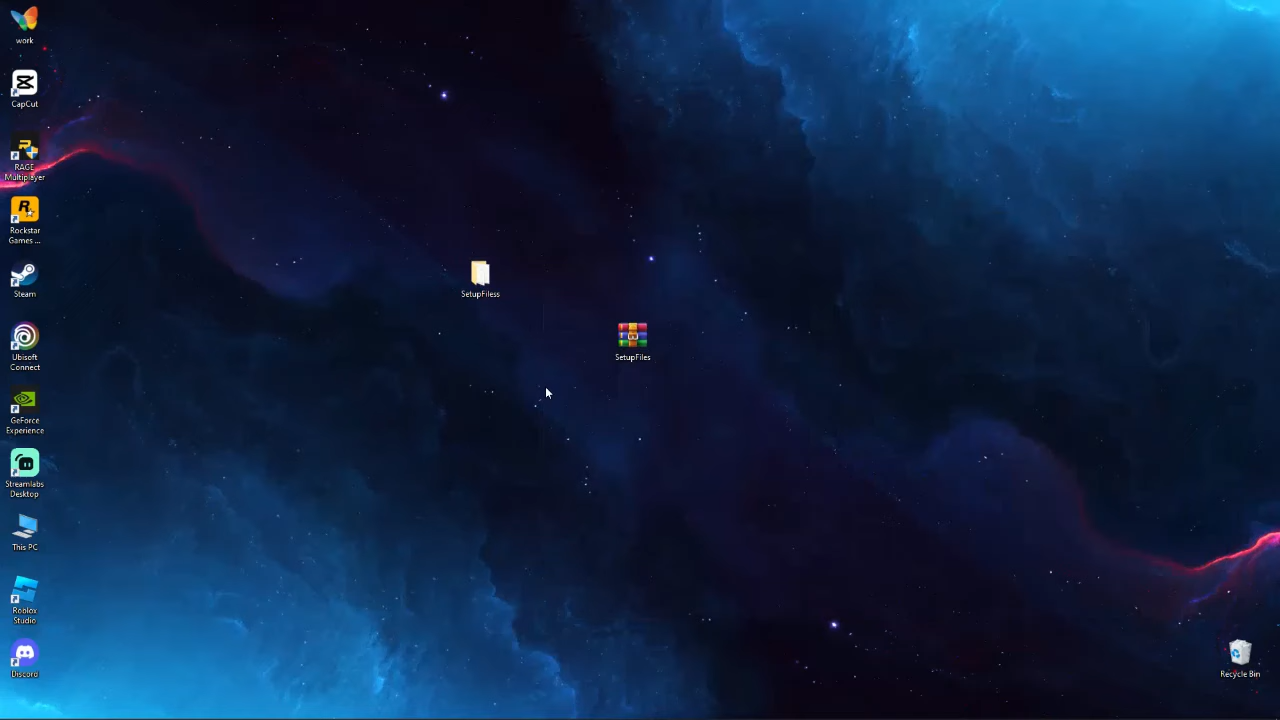 work
CapCut
RAGE
Multiplayer
Rockstar
Games ...
Steam
Ubisoft
Connect
GeForce
Experience
Streamlabs
Desktop
This PC
Roblox
Studio
Discord
SetupFiless
SetupFiles
Recycle Bin